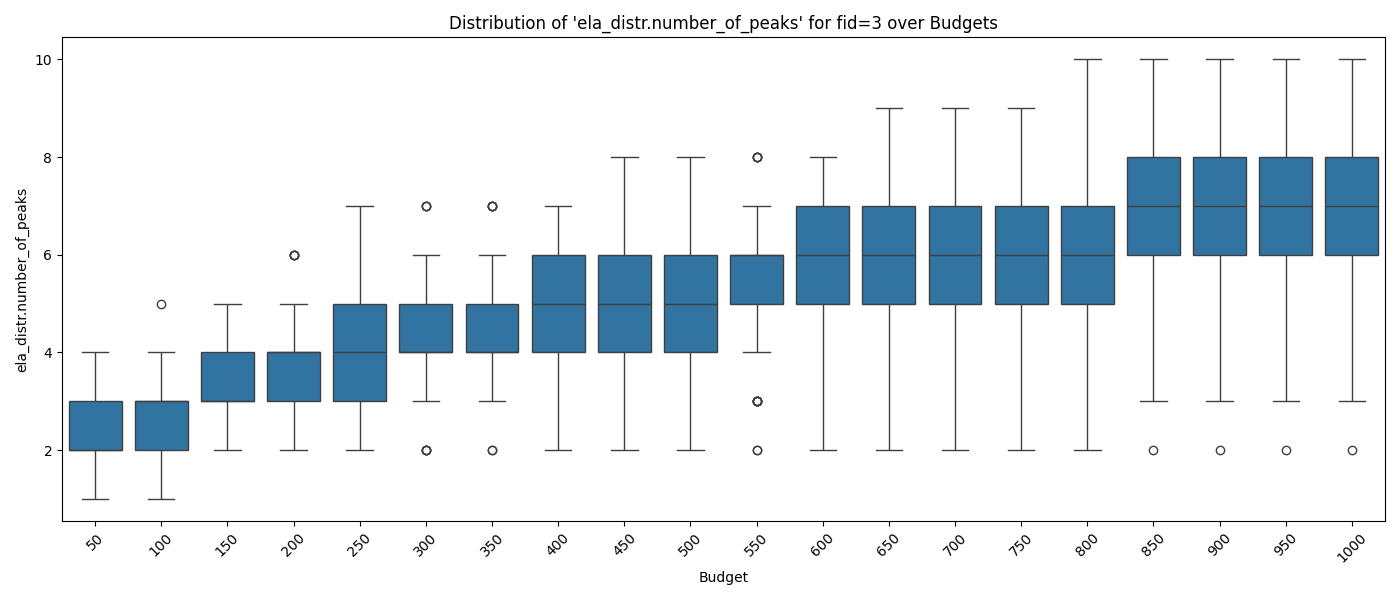 Distribution of 'ela_distr.number_of_peaks' for fid=3 over Budgets
ela_distr.number_of_peaks
10
8
6
4
2
50 100 150 200 250 300 350 400 450 500 550 600 650 700 750 800 850 900 950 1000
Budget